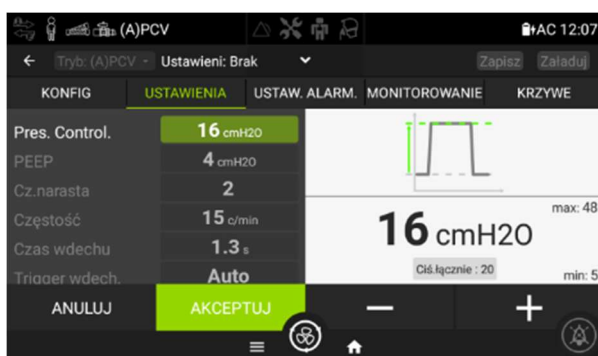 (A)PCV AC 12:07
Tryb: (A)PCV Ustawieni: Brak Zapisz Załaduj
KONFIG USTAWIENIA USTAW. ALARM. MONITOROWANIE KRZYWE
Pres. Control. 16 cmH2O
PEEP 4 cmH2O
Cz.narasta 2
Częstość 15 c/min
Czas wdechu 1.3 s
Trigger wdech. Auto
max: 48
16 cmH2O
Ciś.łącznie : 20
min: 5
ANULUJ AKCEPTUJ — +